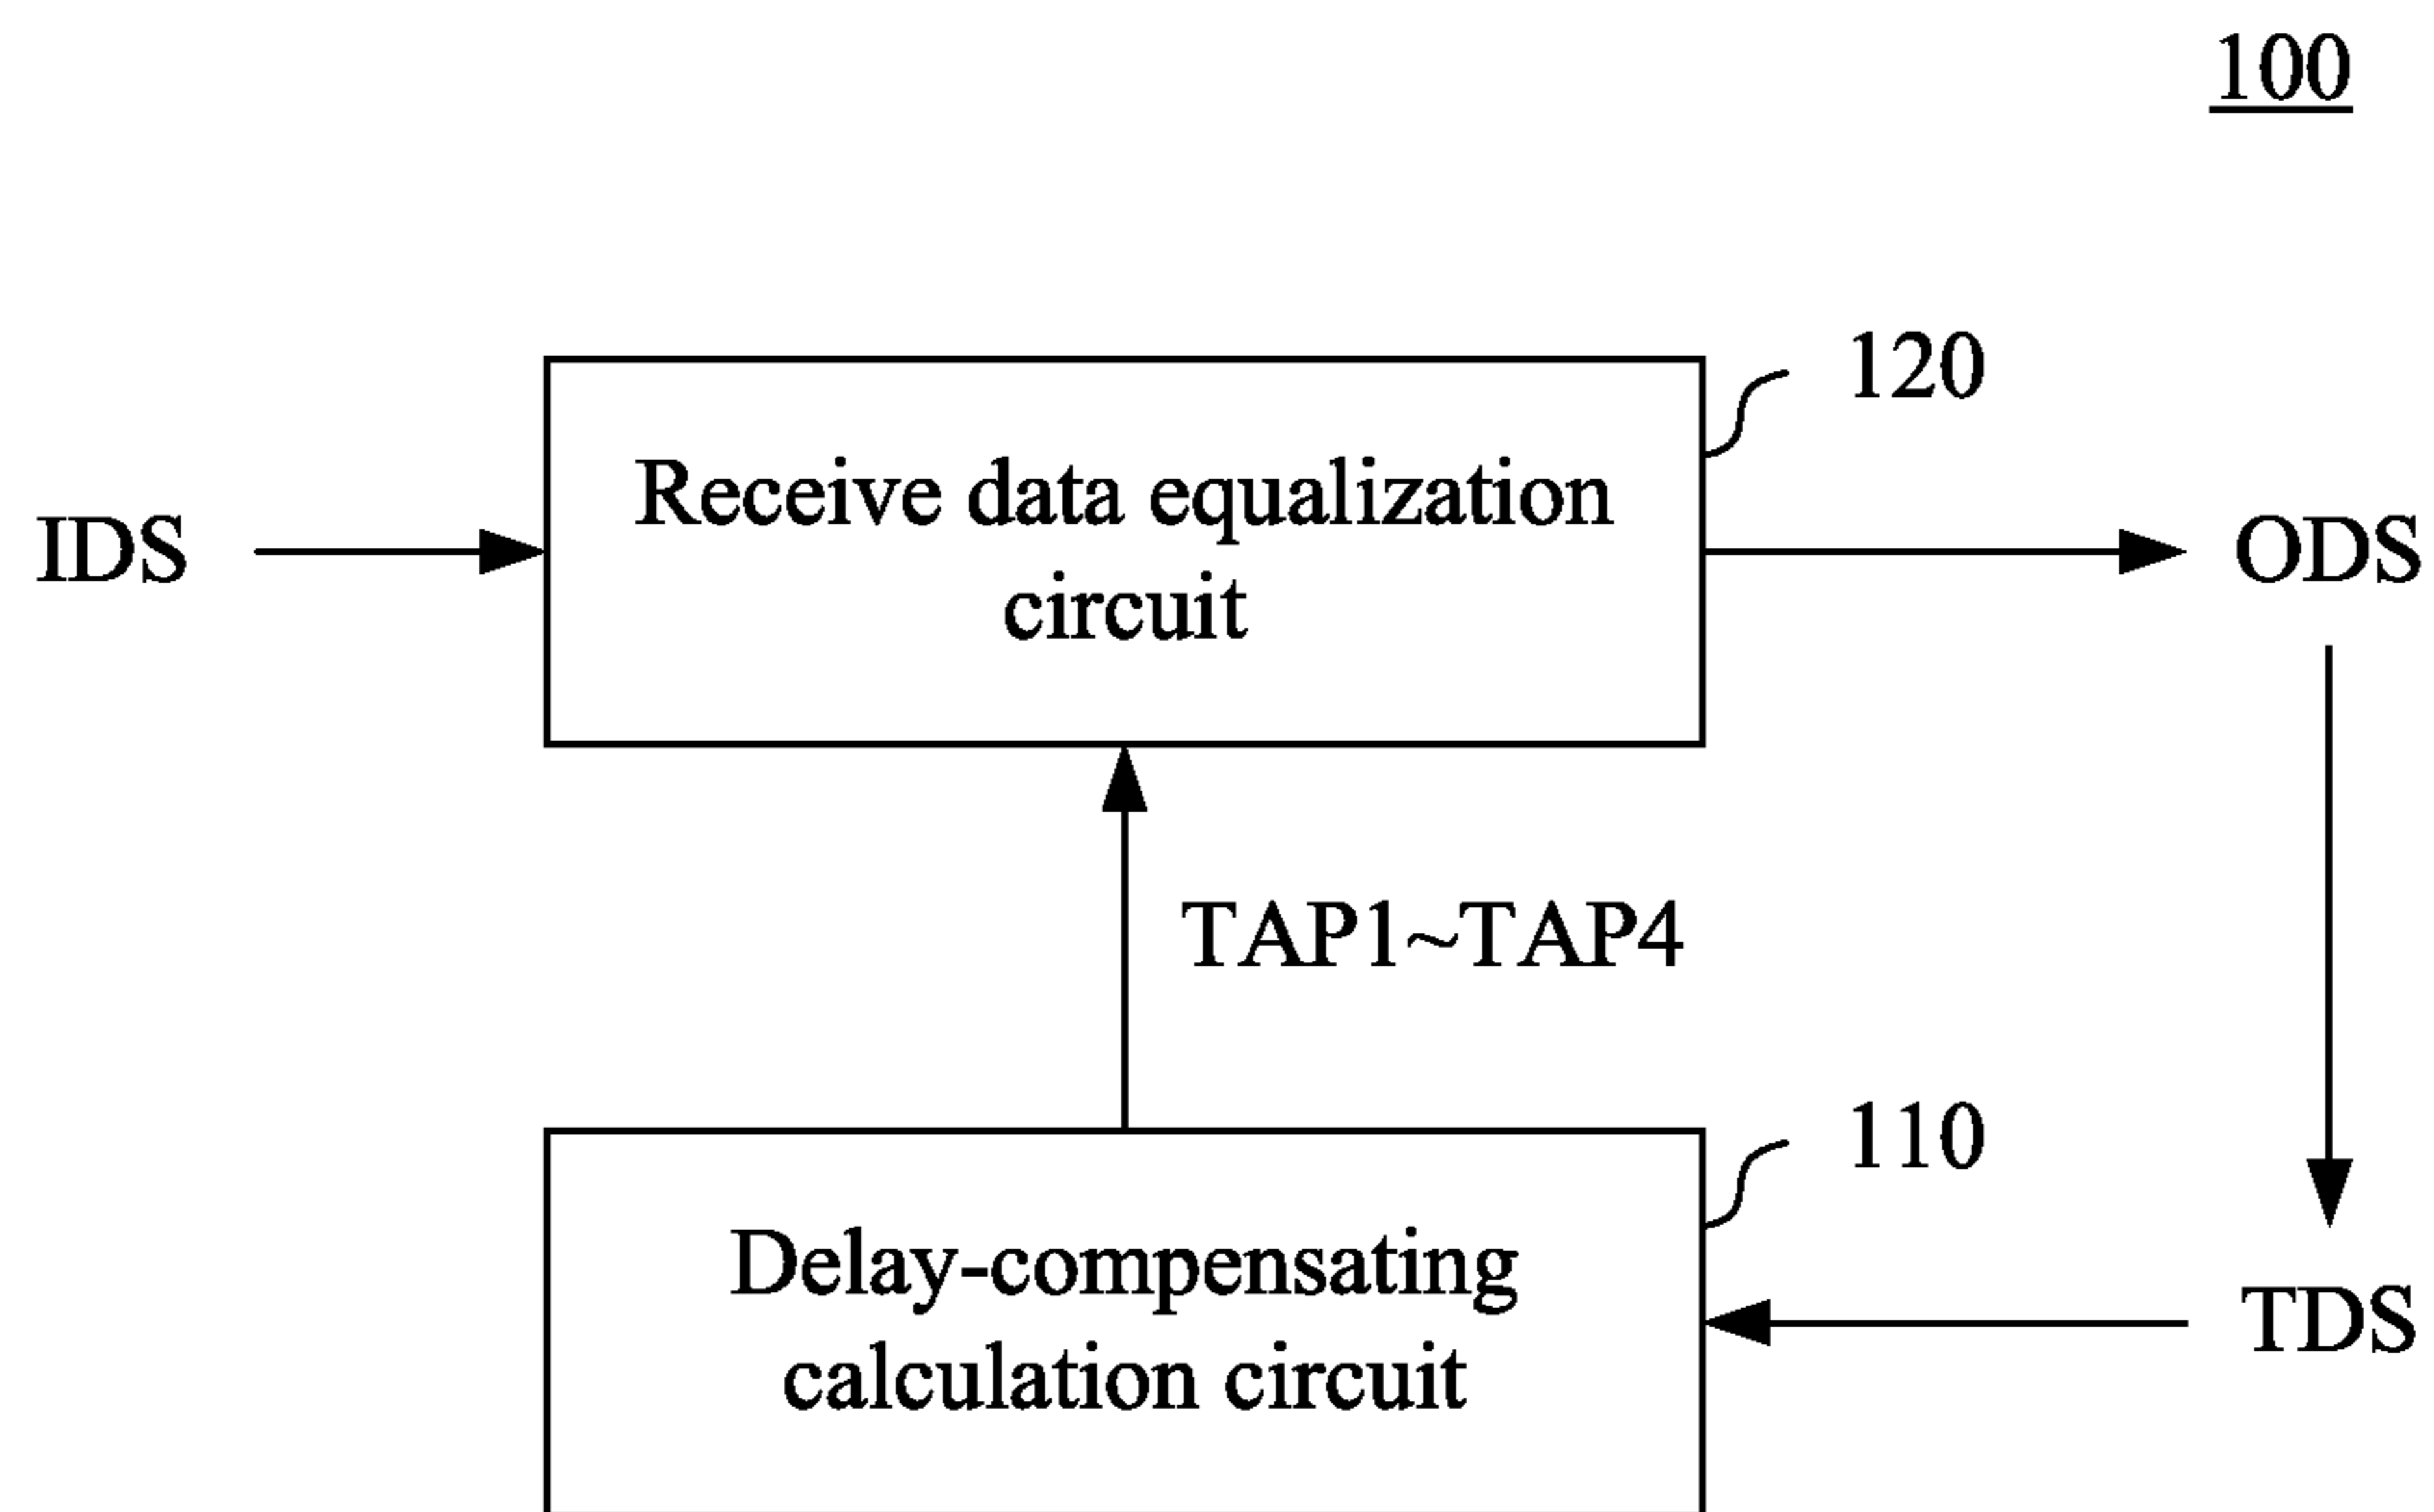 100
120
Receive data equalization
circuit
IDS
ODS
TAP1~TAP4
110
Delay-compensating
calculation circuit
TDS